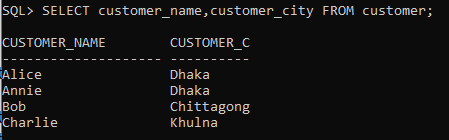 SQL> SELECT customer_name,customer_city FROM customer;
CUSTOMER_NAME        CUSTOMER_C
-------------------- ----------
Alice                Dhaka
Annie                Dhaka
Bob                  Chittagong
Charlie              Khulna